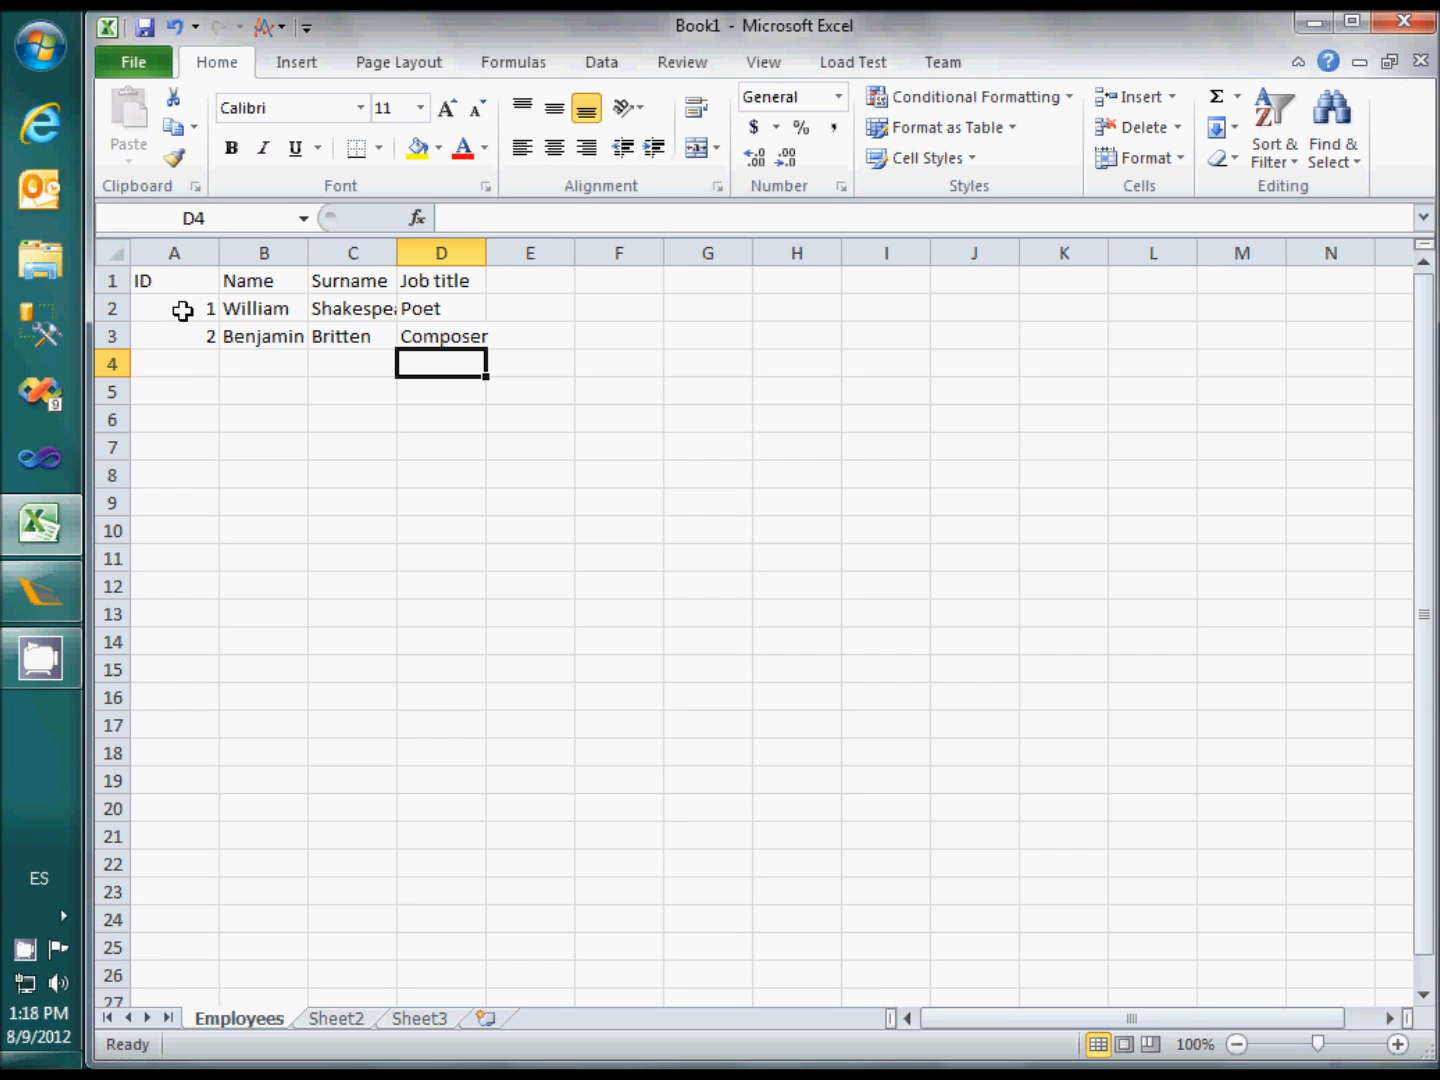 Book1 - Microsoft Excel
File Home Insert Page Layout Formulas Data Review View Load Test Team
Paste
Clipboard
Calibri 11
B I U A
Font
Alignment
General
$ % ,
Number
Conditional Formatting
Format as Table
Cell Styles
Styles
Insert
Delete
Format
Cells
Σ
Sort & Filter
Find & Select
Editing
D4 fx
A B C D E F G H I J K L M N
1 ID Name Surname Job title
2 1 William Shakespea Poet
3 2 Benjamin Britten Composer
4
5
6
7
8
9
10
11
12
13
14
15
16
17
18
19
20
21
22
23
24
25
26
27
Employees Sheet2 Sheet3
Ready 100%
9
ES
1:18 PM
8/9/2012